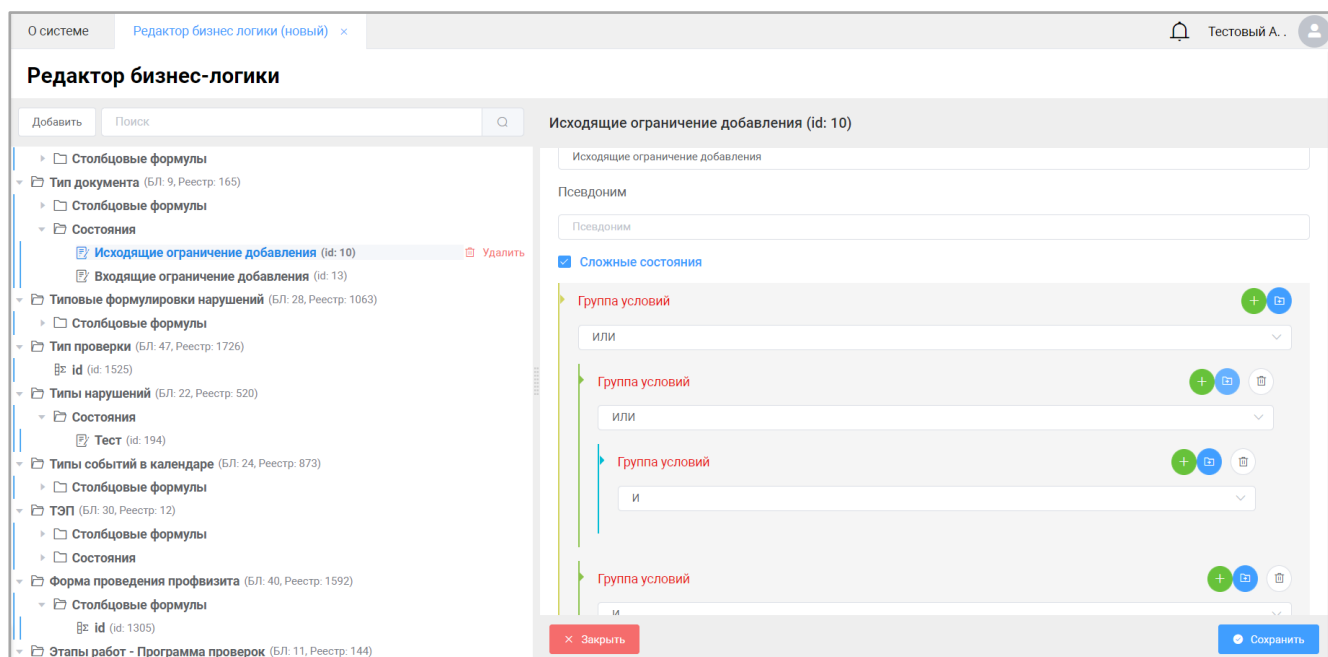 О системе
Редактор бизнес логики (новый) ×
Тестовый А. .
Редактор бизнес-логики
Добавить
Поиск
Столбцовые формулы
Тип документа (БЛ: 9, Реестр: 165)
Столбцовые формулы
Состояния
Исходящие ограничение добавления (id: 10) Удалить
Входящие ограничение добавления (id: 13)
Типовые формулировки нарушений (БЛ: 28, Реестр: 1063)
Столбцовые формулы
Тип проверки (БЛ: 47, Реестр: 1726)
id (id: 1525)
Типы нарушений (БЛ: 22, Реестр: 520)
Состояния
Тест (id: 194)
Типы событий в календаре (БЛ: 24, Реестр: 873)
Столбцовые формулы
ТЭП (БЛ: 30, Реестр: 12)
Столбцовые формулы
Состояния
Форма проведения профвизита (БЛ: 40, Реестр: 1592)
Столбцовые формулы
id (id: 1305)
Этапы работ - Программа проверок (БЛ: 11, Реестр: 144)
Исходящие ограничение добавления (id: 10)
Исходящие ограничение добавления
Псевдоним
Псевдоним
Сложные состояния
Группа условий
ИЛИ
Группа условий
ИЛИ
Группа условий
И
Группа условий
И
× Закрыть
Сохранить